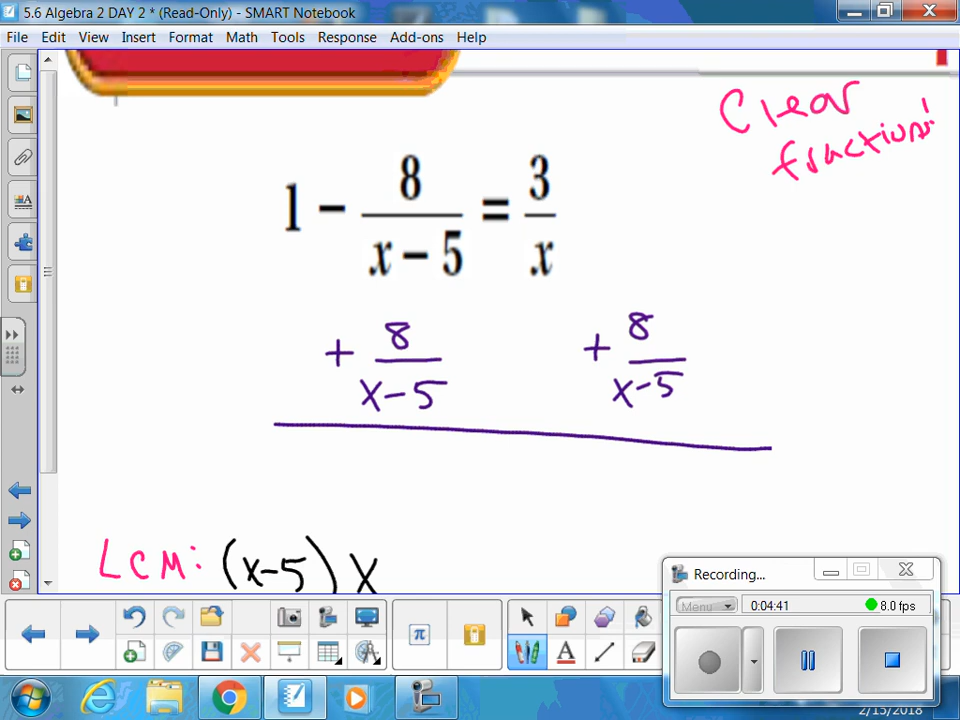 5.6 Algebra 2 DAY 2 * (Read-Only) - SMART Notebook
File Edit View Insert Format Math Tools Response Add-ons Help
Clear
fractions!
1 - 8/(x - 5) = 3/x
+ 8/(x-5) + 8/(x-5)
LCM: (x-5) X
Recording...
Menu
0:04:41
8.0 fps
π
A
2/15/2018